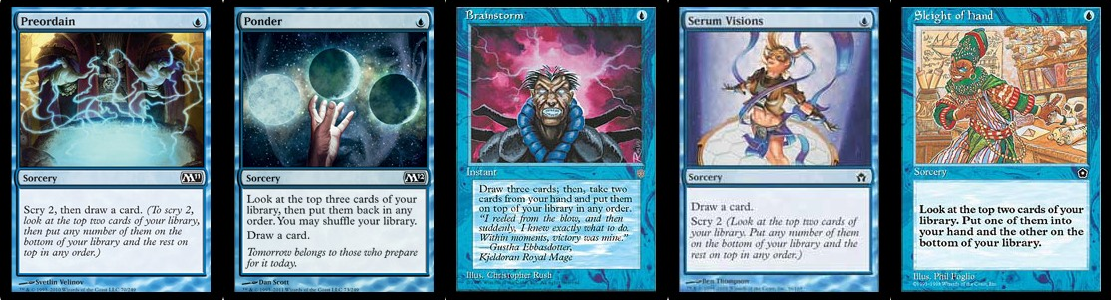 Preordain
Sorcery
M11
Scry 2, then draw a card. (To scry 2,
look at the top two cards of your library,
then put any number of them on the
bottom of your library and the rest on
top in any order.)
Svetlin Velinov
Ponder
Sorcery
M12
Look at the top three cards of your
library, then put them back in any
order. You may shuffle your library.
Draw a card.
Tomorrow belongs to those who prepare
for it today.
Dan Scott
Brainstorm
Instant
Draw three cards; then, take two
cards from your hand and put them
on top of your library in any order.
"I reeled from the blow, and then
suddenly, I knew exactly what to do.
Within moments, victory was mine."
—Gustha Ebbasdotter,
Kjeldoran Royal Mage
Illus. Christopher Rush
Serum Visions
Sorcery
Draw a card.
Scry 2 (Look at the top two cards of
your library. Put any number of them
on the bottom of your library and the
rest on top in any order.)
Ben Thompson
Sleight of Hand
Sorcery
Look at the top two cards of your
library. Put one of them into
your hand and the other on the
bottom of your library.
Illus. Phil Foglio